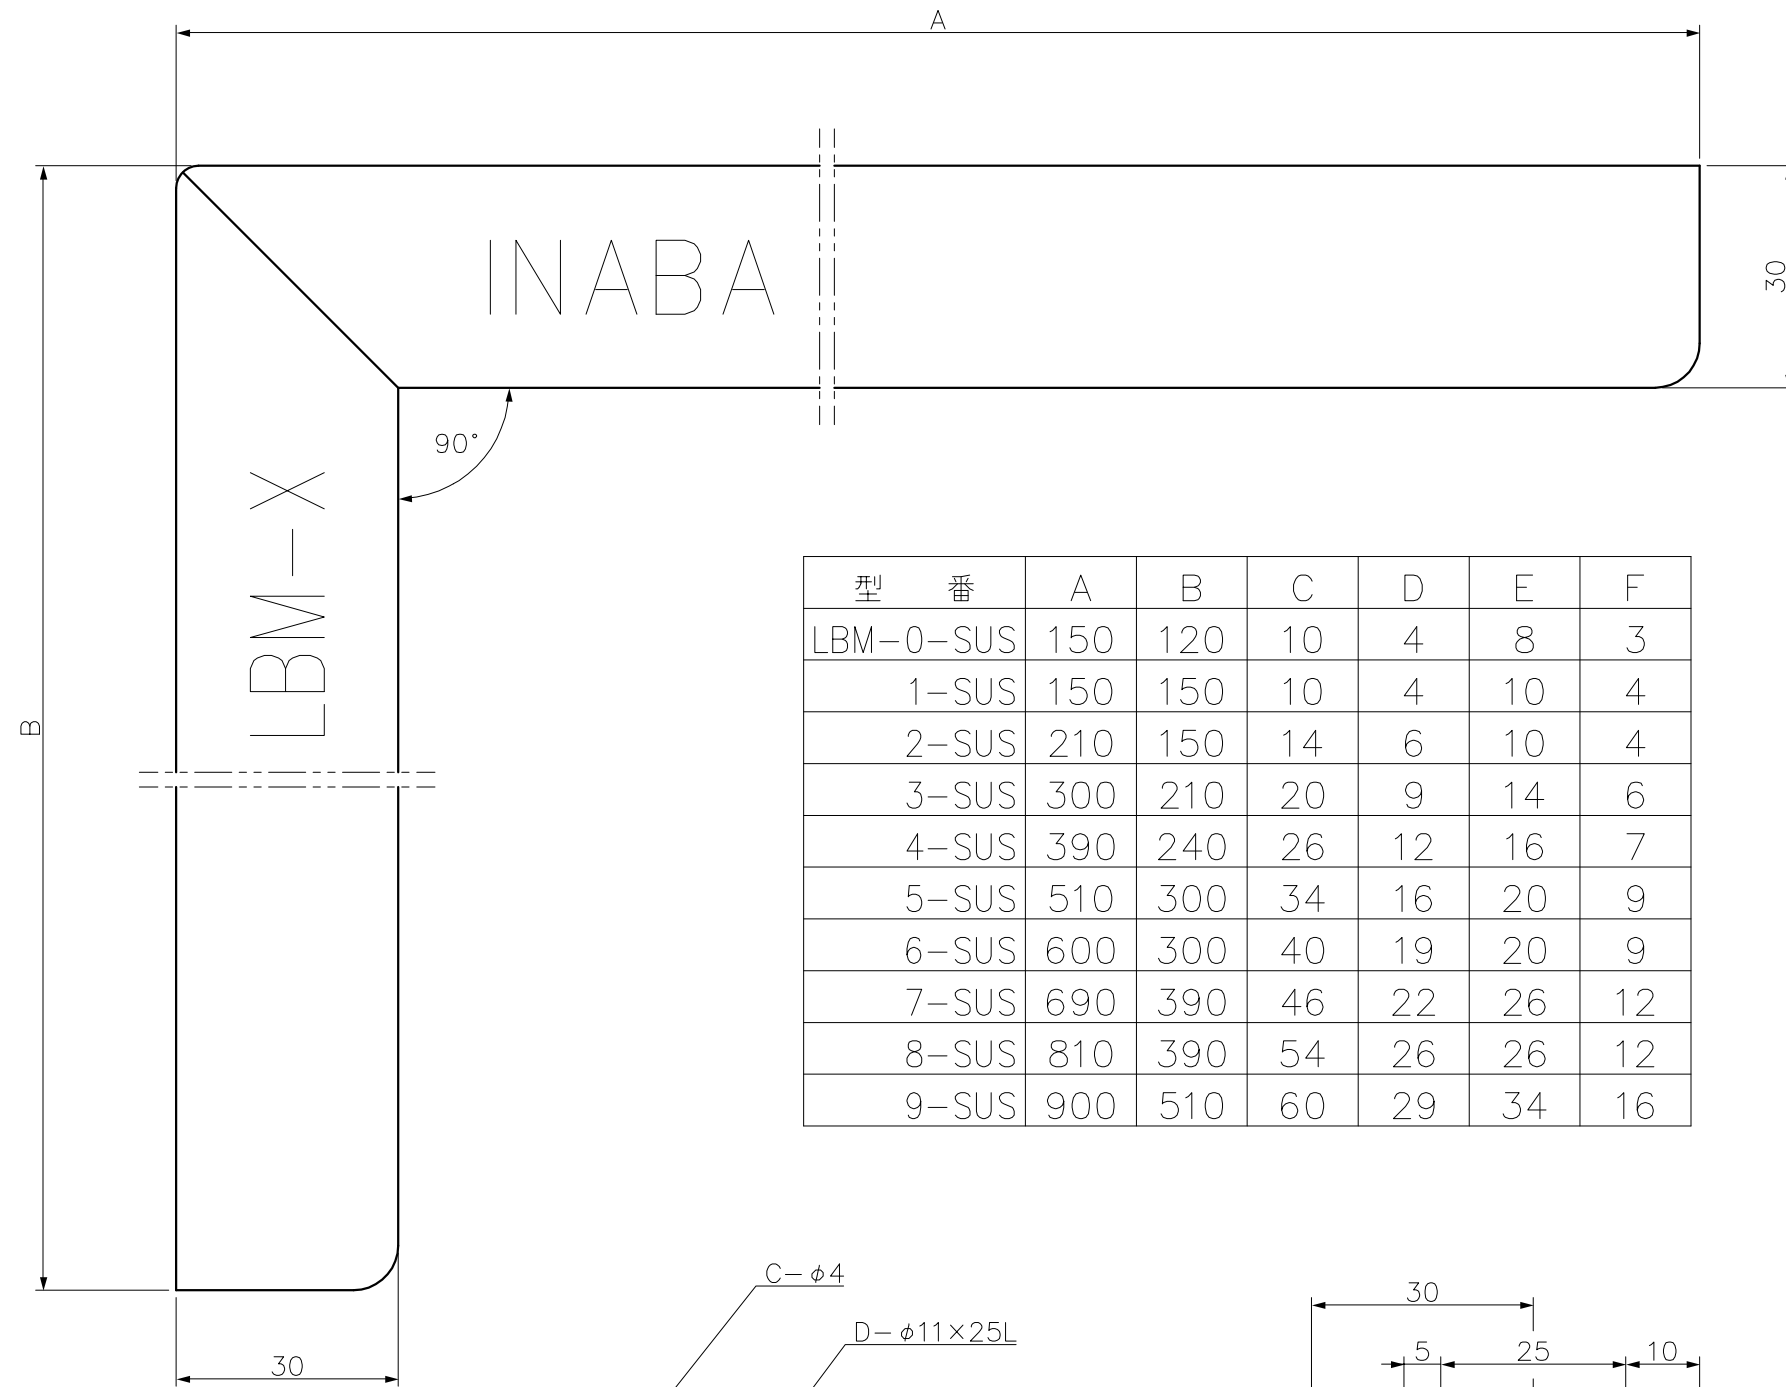 A
INABA
30
90°
LBM-X
B
型 番 A B C D E F
LBM-0-SUS 150 120 10 4 8 3
1-SUS 150 150 10 4 10 4
2-SUS 210 150 14 6 10 4
3-SUS 300 210 20 9 14 6
4-SUS 390 240 26 12 16 7
5-SUS 510 300 34 16 20 9
6-SUS 600 300 40 19 20 9
7-SUS 690 390 46 22 26 12
8-SUS 810 390 54 26 26 12
9-SUS 900 510 60 29 34 16
C-φ4
30
D-φ11×25L
5 25 10
30